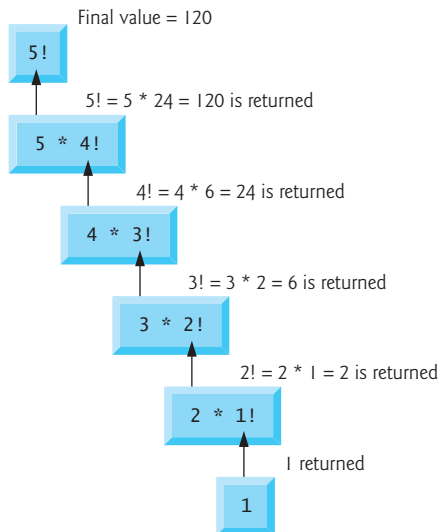 Final value = 120
5!
5! = 5 * 24 = 120 is returned
5 * 4!
4! = 4 * 6 = 24 is returned
4 * 3!
3! = 3 * 2 = 6 is returned
3 * 2!
2! = 2 * 1 = 2 is returned
2 * 1!
1 returned
1